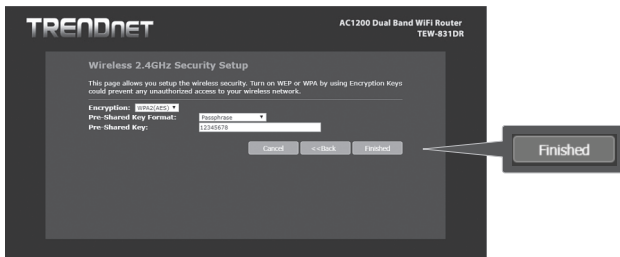 TRENDNET
AC1200 Dual Band WiFi Router
TEW-831DR
Wireless 2.4GHz Security Setup
This page allows you setup the wireless security. Turn on WEP or WPA by using Encryption Keys
could prevent any unauthorized access to your wireless network.
Encryption: WPA2(AES)
Pre-Shared Key Format: Passphrase
Pre-Shared Key: 12345678
Cancel <<Back Finished
Finished